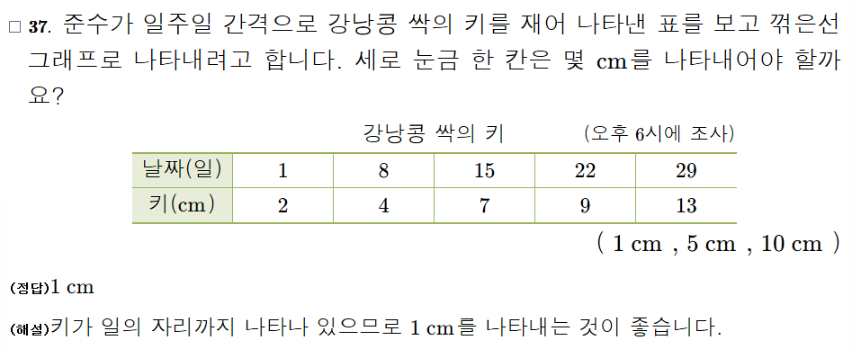 □ 37. 준수가 일주일 간격으로 강낭콩 싹의 키를 재어 나타낸 표를 보고 꺾은선
그래프로 나타내려고 합니다. 세로 눈금 한 칸은 몇 cm를 나타내어야 할까
요?
강낭콩 싹의 키 (오후 6시에 조사)
날짜(일) 1 8 15 22 29
키(cm) 2 4 7 9 13
( 1 cm , 5 cm , 10 cm )
(정답)1 cm
(해설)키가 일의 자리까지 나타나 있으므로 1 cm를 나타내는 것이 좋습니다.